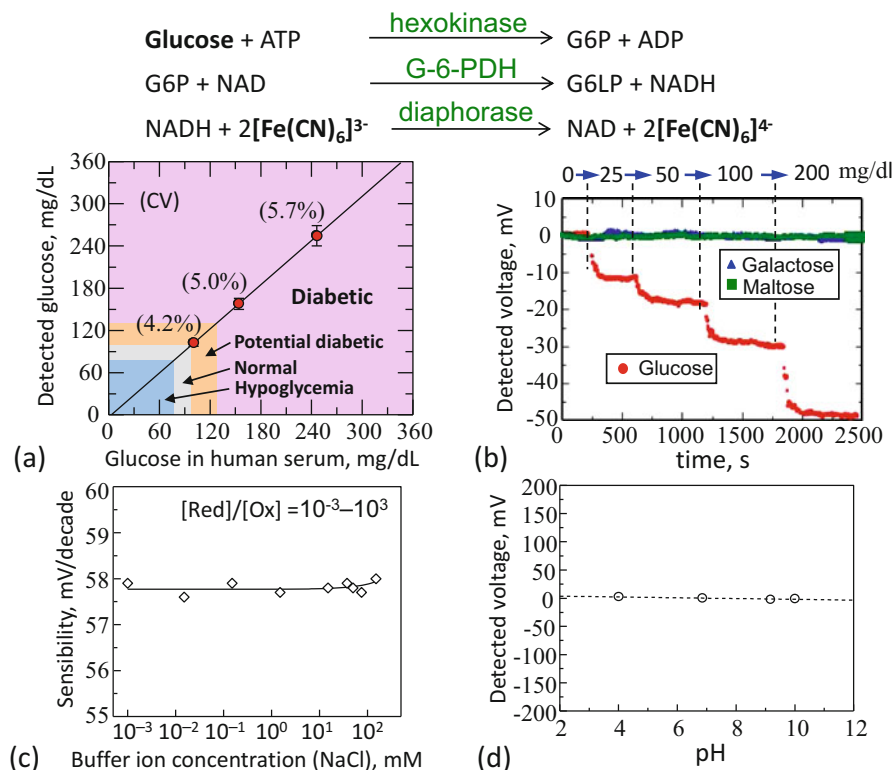 hexokinase
Glucose + ATP G6P + ADP
G-6-PDH
G6P + NAD G6LP + NADH
diaphorase
NADH + 2[Fe(CN)₆]³⁻ NAD + 2[Fe(CN)₆]⁴⁻
Detected glucose, mg/dL
360
300
240
180
120
60
0
(CV)
(5.7%)
(5.0%)
(4.2%)
Diabetic
Potential diabetic
Normal
Hypoglycemia
0 60 120 180 240 300 360
(a) Glucose in human serum, mg/dL
0 25 50 100 200 mg/dl
Detected voltage, mV
10
0
-10
-20
-30
-40
-50
Galactose
Maltose
Glucose
0 500 1000 1500 2000 2500
(b) time, s
Sensibility, mV/decade
60
59
58
57
56
55
[Red]/[Ox] =10⁻³–10³
10⁻³ 10⁻² 10⁻¹ 10⁰ 10¹ 10²
(c) Buffer ion concentration (NaCl), mM
Detected voltage, mV
200
150
100
50
0
-50
-100
-150
-200
2 4 6 8 10 12
(d) pH